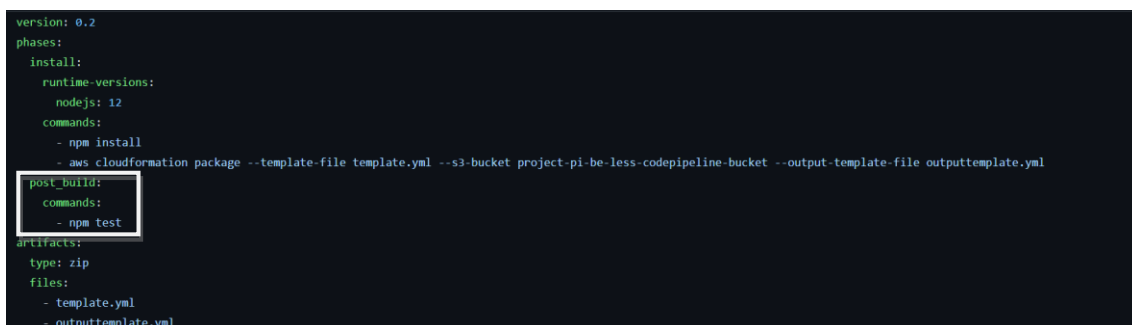 version: 0.2
phases:
  install:
    runtime-versions:
      nodejs: 12
    commands:
      - npm install
      - aws cloudformation package --template-file template.yml --s3-bucket project-pi-be-less-codepipeline-bucket --output-template-file outputtemplate.yml
  post_build:
    commands:
      - npm test
artifacts:
  type: zip
  files:
    - template.yml
    - outputtemplate.yml